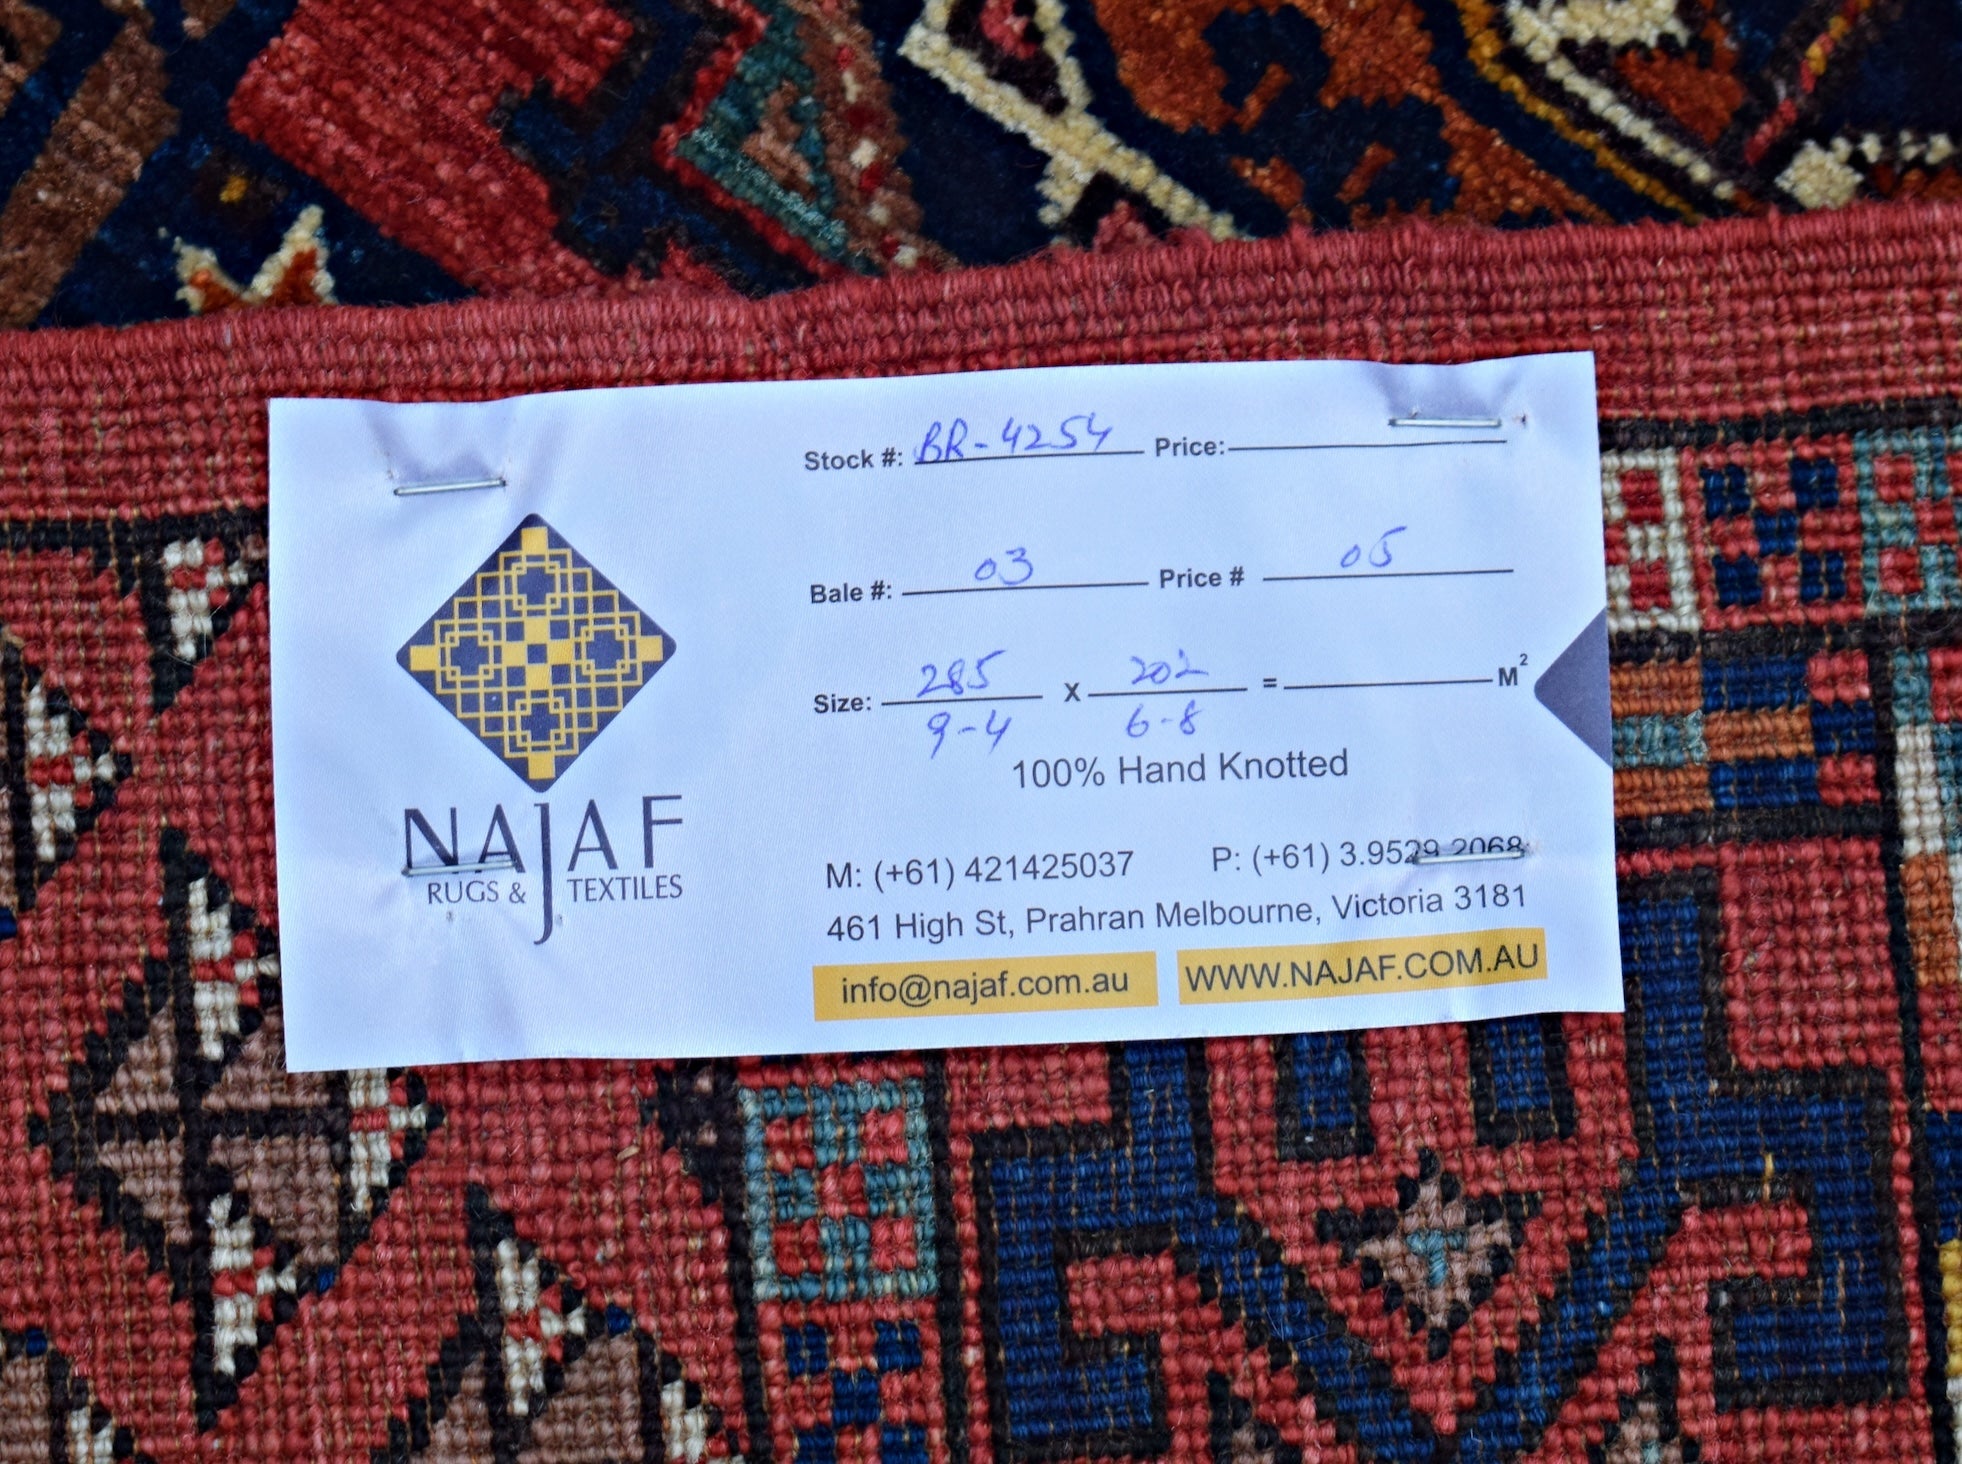 Stock #: BR-4254 Price:
Bale #: 03 Price # 05
Size: 285 x 202 = M²
9-4 6-8
100% Hand Knotted
NAJAF
RUGS & TEXTILES
M: (+61) 421425037 P: (+61) 3.9529 2068
461 High St, Prahran Melbourne, Victoria 3181
info@najaf.com.au WWW.NAJAF.COM.AU